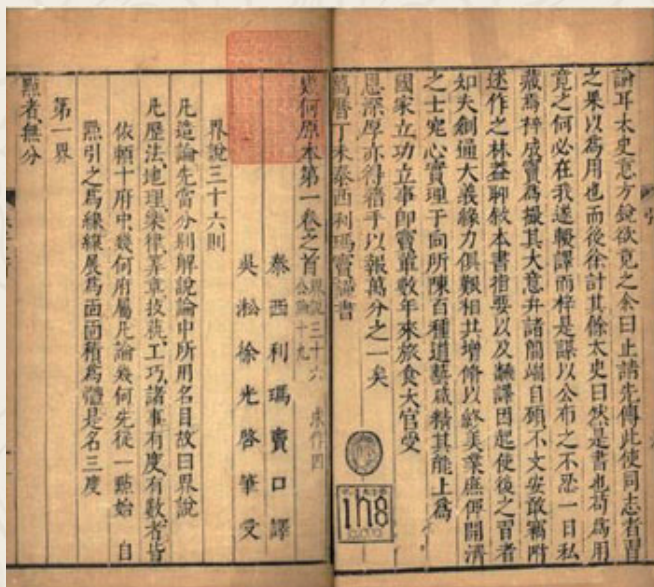 論耳太史意方銳欲竟之余曰止請先傳此使同志者習
之果以為用也而後徐計其餘太史曰然是書也苟為用
竟之何必在我遂輟譯而梓是謀以公布之不忍一日私
藏焉梓成竇為撮其大意弁諸簡端自顧不文安敢竊附
述作之林蓋聊敘本書指要以及翻譯因起使後之習者
知夫創通大義緣力俱艱相共增修以終美業庶俾開濟
之士究心實理于向所陳百種道藝咸精其能上為
國家立功立事即竇輩數年來旅食大官受
恩深厚亦得藉手以報萬分之一矣
萬曆丁未泰西利瑪竇謹書
幾何原本第一卷之首 界說三十六 公論十九 求作四
泰西利瑪竇口譯
吳淞徐光啓筆受
界說三十六則
凡造論先當分別解說論中所用名目故曰界說
凡歷法地理樂律筭章技藝工巧諸事有度有數者皆
依賴十府中幾何府屬凡論幾何先從一點始 自
點引之為線線展為面面積為體是名三度
第一界
點者無分
108